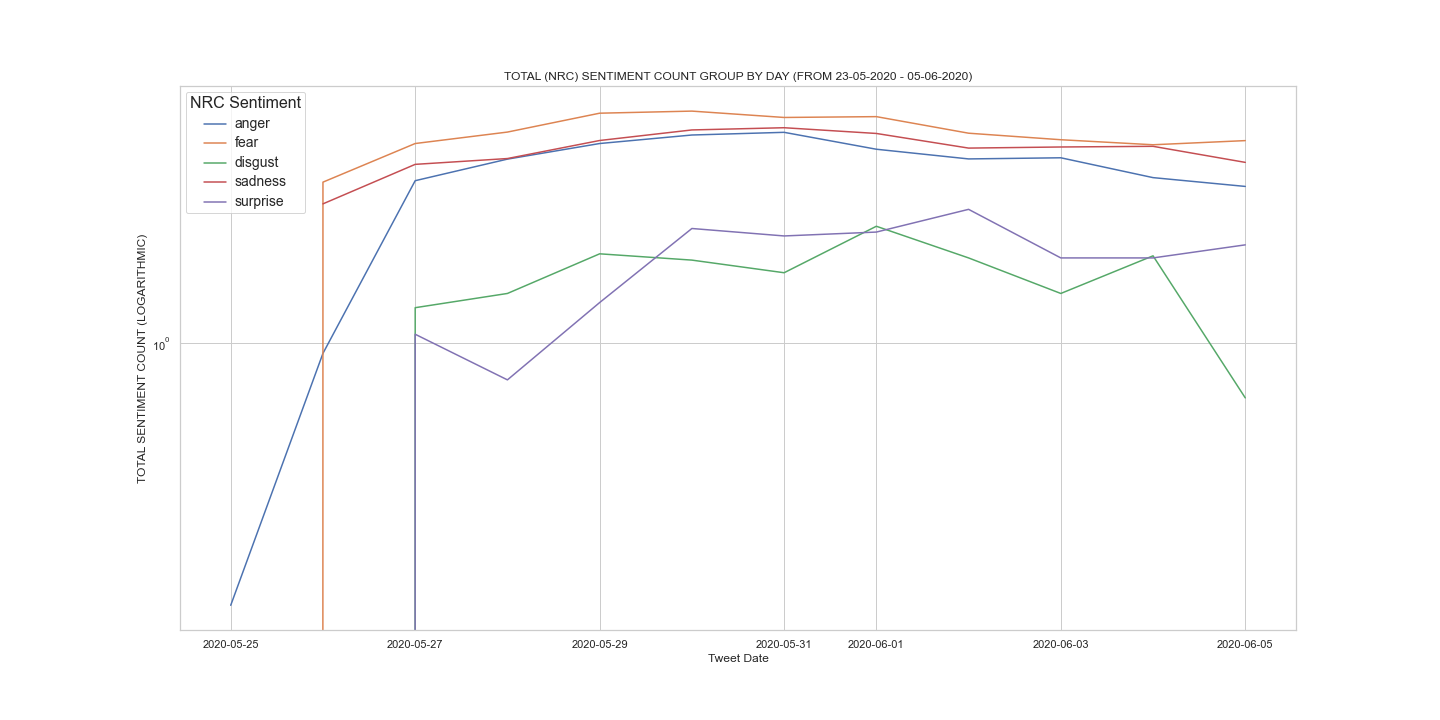 TOTAL (NRC) SENTIMENT COUNT GROUP BY DAY (FROM 23-05-2020 - 05-06-2020)
NRC Sentiment
anger
fear
disgust
sadness
surprise
TOTAL SENTIMENT COUNT (LOGARITHMIC)
10⁰
2020-05-25 2020-05-27 2020-05-29 2020-05-31 2020-06-01 2020-06-03 2020-06-05
Tweet Date